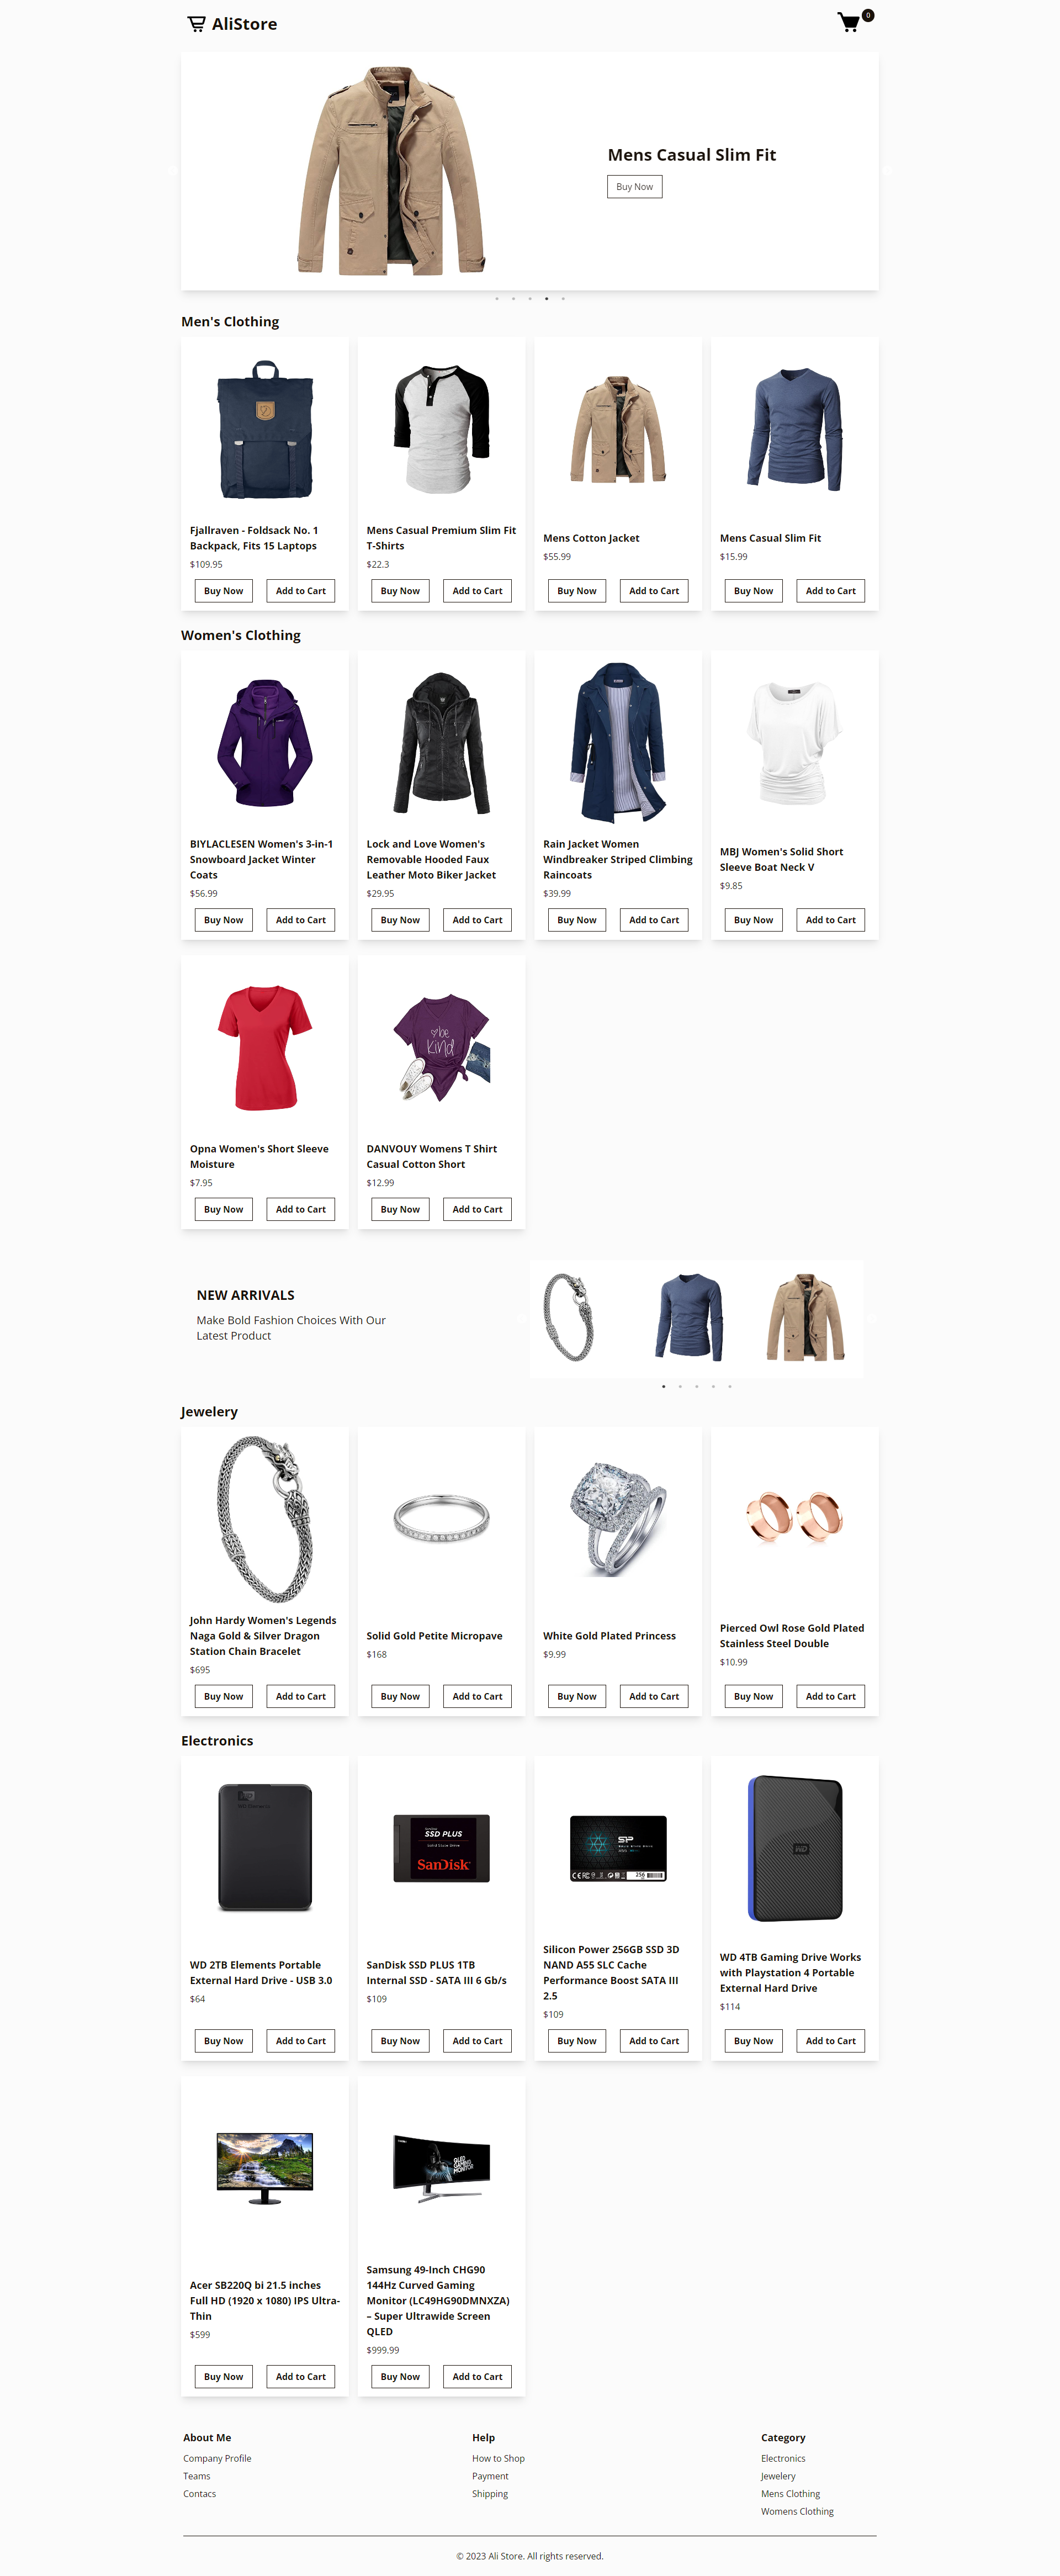 AliStore
0
Mens Casual Slim Fit
Buy Now
Men's Clothing
Fjallraven - Foldsack No. 1
Backpack, Fits 15 Laptops
$109.95
Buy Now Add to Cart
Mens Casual Premium Slim Fit
T-Shirts
$22.3
Buy Now Add to Cart
Mens Cotton Jacket
$55.99
Buy Now Add to Cart
Mens Casual Slim Fit
$15.99
Buy Now Add to Cart
Women's Clothing
BIYLACLESEN Women's 3-in-1
Snowboard Jacket Winter
Coats
$56.99
Buy Now Add to Cart
Lock and Love Women's
Removable Hooded Faux
Leather Moto Biker Jacket
$29.95
Buy Now Add to Cart
Rain Jacket Women
Windbreaker Striped Climbing
Raincoats
$39.99
Buy Now Add to Cart
MBJ Women's Solid Short
Sleeve Boat Neck V
$9.85
Buy Now Add to Cart
Opna Women's Short Sleeve
Moisture
$7.95
Buy Now Add to Cart
be
kind
DANVOUY Womens T Shirt
Casual Cotton Short
$12.99
Buy Now Add to Cart
NEW ARRIVALS
Make Bold Fashion Choices With Our
Latest Product
Jewelery
John Hardy Women's Legends
Naga Gold & Silver Dragon
Station Chain Bracelet
$695
Buy Now Add to Cart
Solid Gold Petite Micropave
$168
Buy Now Add to Cart
White Gold Plated Princess
$9.99
Buy Now Add to Cart
Pierced Owl Rose Gold Plated
Stainless Steel Double
$10.99
Buy Now Add to Cart
Electronics
WD
WD Elements
WD 2TB Elements Portable
External Hard Drive - USB 3.0
$64
Buy Now Add to Cart
SSD PLUS
Solid State Drive
SanDisk
SanDisk SSD PLUS 1TB
Internal SSD - SATA III 6 Gb/s
$109
Buy Now Add to Cart
SP
256
Silicon Power 256GB SSD 3D
NAND A55 SLC Cache
Performance Boost SATA III
2.5
$109
Buy Now Add to Cart
WD
WD 4TB Gaming Drive Works
with Playstation 4 Portable
External Hard Drive
$114
Buy Now Add to Cart
Acer SB220Q bi 21.5 inches
Full HD (1920 x 1080) IPS Ultra-
Thin
$599
Buy Now Add to Cart
QLED
GAMING
MONITOR
Samsung 49-Inch CHG90
144Hz Curved Gaming
Monitor (LC49HG90DMNXZA)
– Super Ultrawide Screen
QLED
$999.99
Buy Now Add to Cart
About Me
Company Profile
Teams
Contacs
Help
How to Shop
Payment
Shipping
Category
Electronics
Jewelery
Mens Clothing
Womens Clothing
© 2023 Ali Store. All rights reserved.